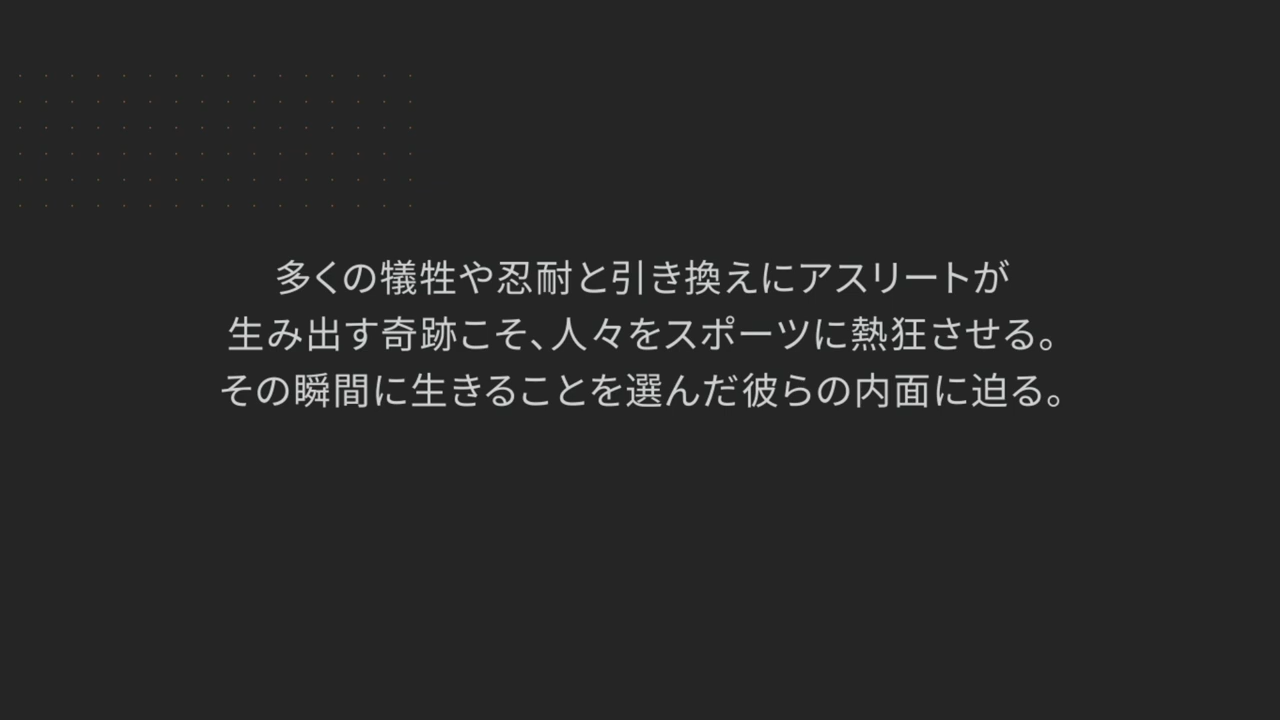 多くの犠牲や忍耐と引き換えにアスリートが
生み出す奇跡こそ、人々をスポーツに熱狂させる。
その瞬間に生きることを選んだ彼らの内面に迫る。